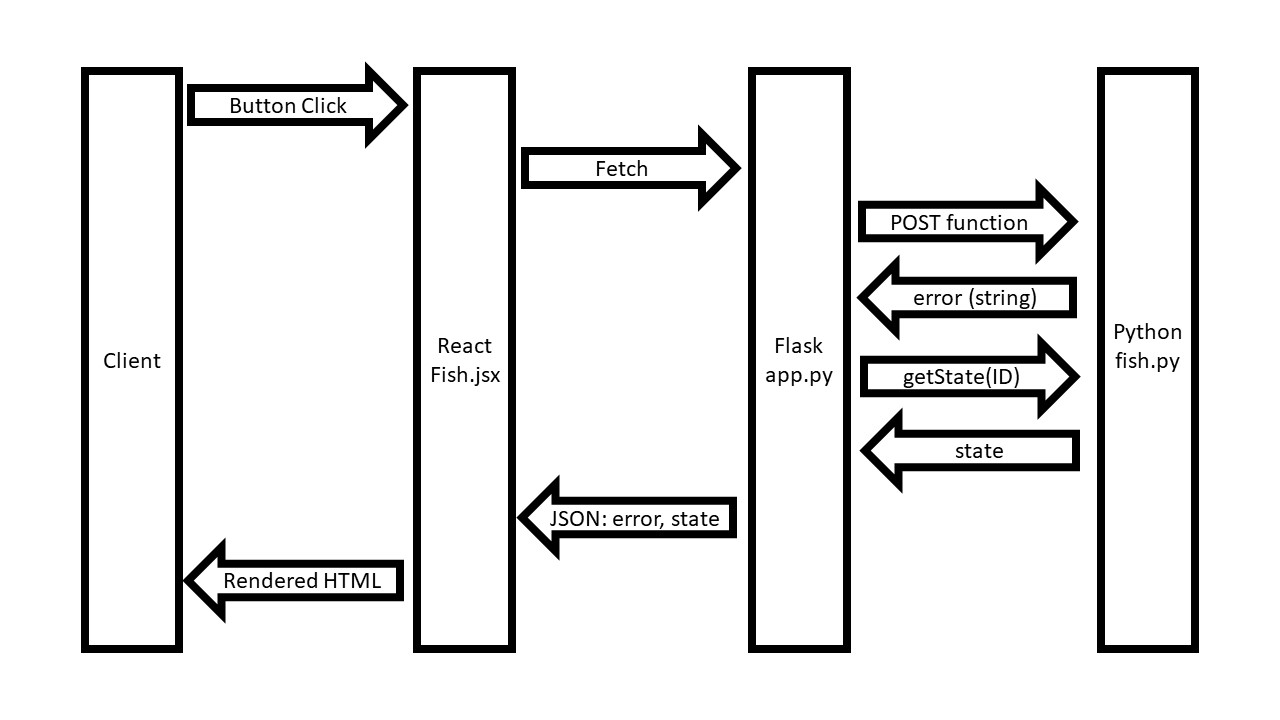 Button Click
Fetch
POST function
error (string)
Client
React
Fish.jsx
Flask
app.py
Python
fish.py
getState(ID)
state
JSON: error, state
Rendered HTML